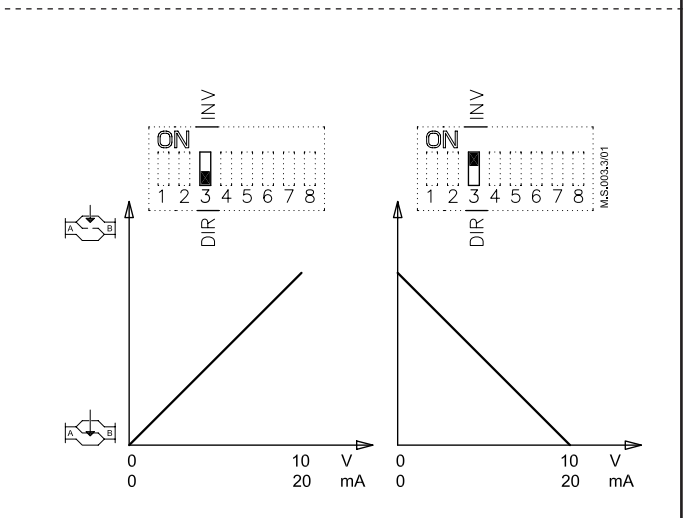 INV INV
ON ON
1 2 3 4 5 6 7 8 1 2 3 4 5 6 7 8
M.S.003.3/01
DIR DIR
A B
A B
0 10 V 0 10 V
0 20 mA 0 20 mA